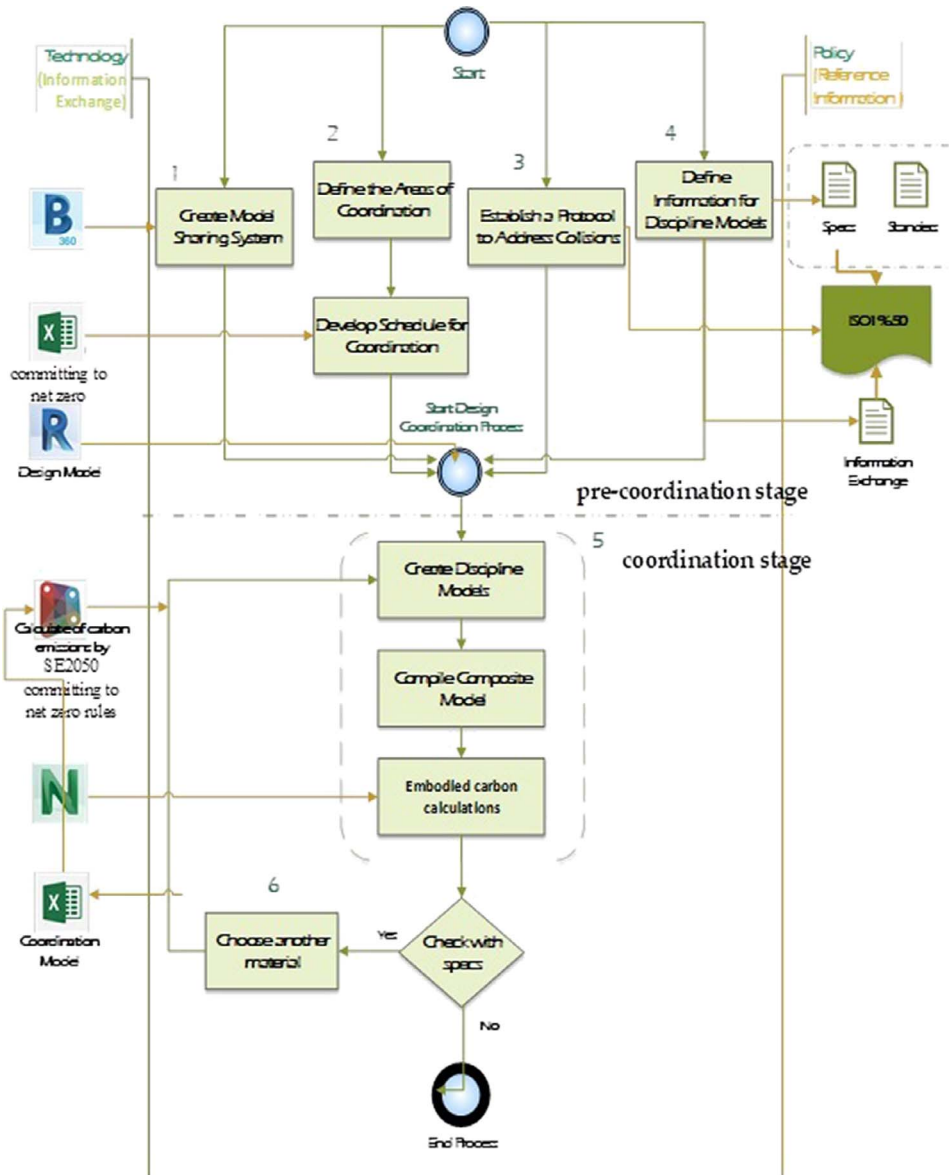 Start
Technology
(Information
Exchange)
Policy
(Reference
Information )
1
2
3
4
B
360
Create Model
Sharing System
Define the Areas of
Coordination
Establish a Protocol
to Address Collisions
Define
Information for
Discipline Models
Specs
X
committing to
net zero
Develop Schedule for
Coordination
R
Design Model
Start Design
Coordination Process
Information
Exchange
pre-coordination stage
5
coordination stage
Create Discipline
Models
Calculate of carbon
emissions by
SE2050
committing to
net zero rules
Compile Composite
Model
N
Embodied carbon
calculations
6
X
Coordination
Model
Choose another
material
Yes
Check with
specs
No
End Process